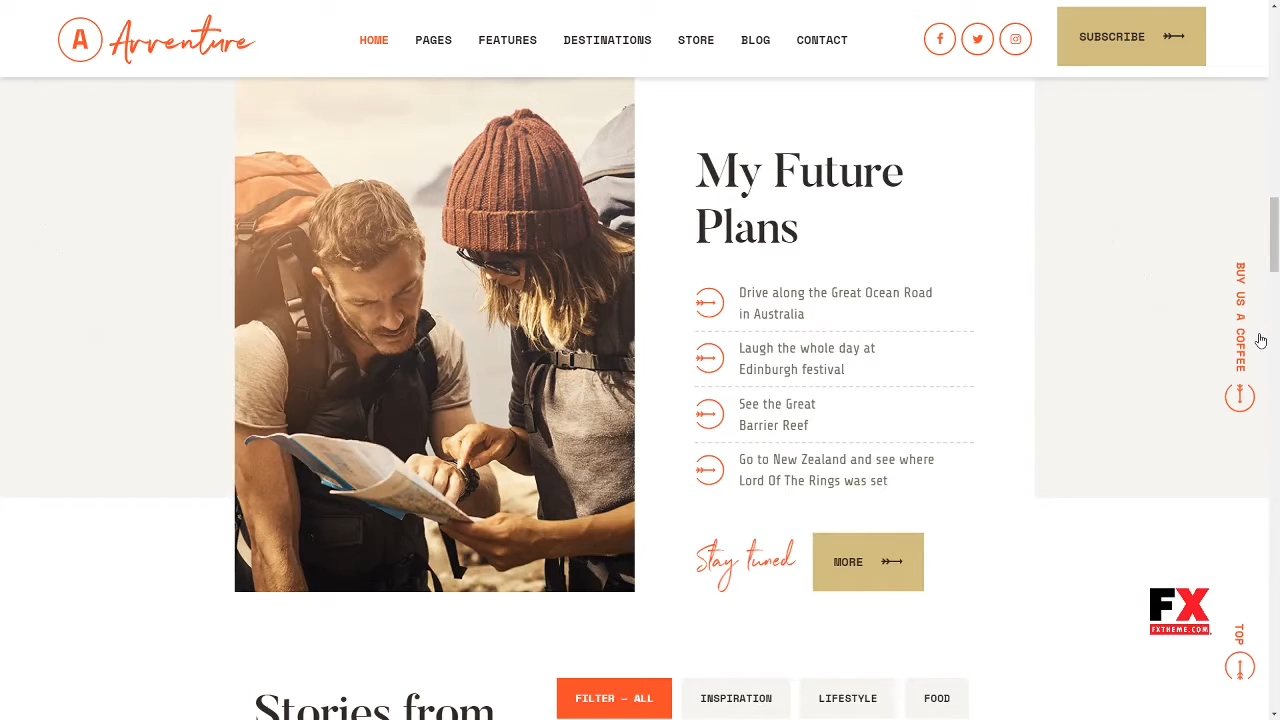 A Avventure
HOME PAGES FEATURES DESTINATIONS STORE BLOG CONTACT
SUBSCRIBE
My Future
Plans
Drive along the Great Ocean Road
in Australia
Laugh the whole day at
Edinburgh festival
See the Great
Barrier Reef
Go to New Zealand and see where
Lord Of The Rings was set
Stay tuned
MORE
BUY US A COFFEE
FX
FXTHEME.COM
TOP
Stories from
FILTER – ALL INSPIRATION LIFESTYLE FOOD